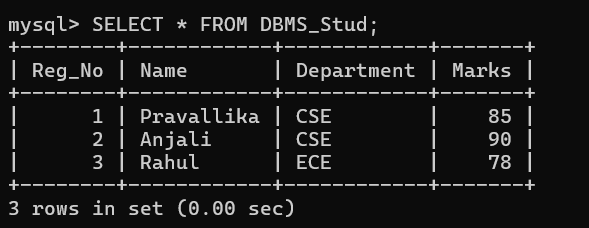 mysql> SELECT * FROM DBMS_Stud;
+--------+------------+------------+-------+
| Reg_No | Name       | Department | Marks |
+--------+------------+------------+-------+
|      1 | Pravallika | CSE        |    85 |
|      2 | Anjali     | CSE        |    90 |
|      3 | Rahul      | ECE        |    78 |
+--------+------------+------------+-------+
3 rows in set (0.00 sec)